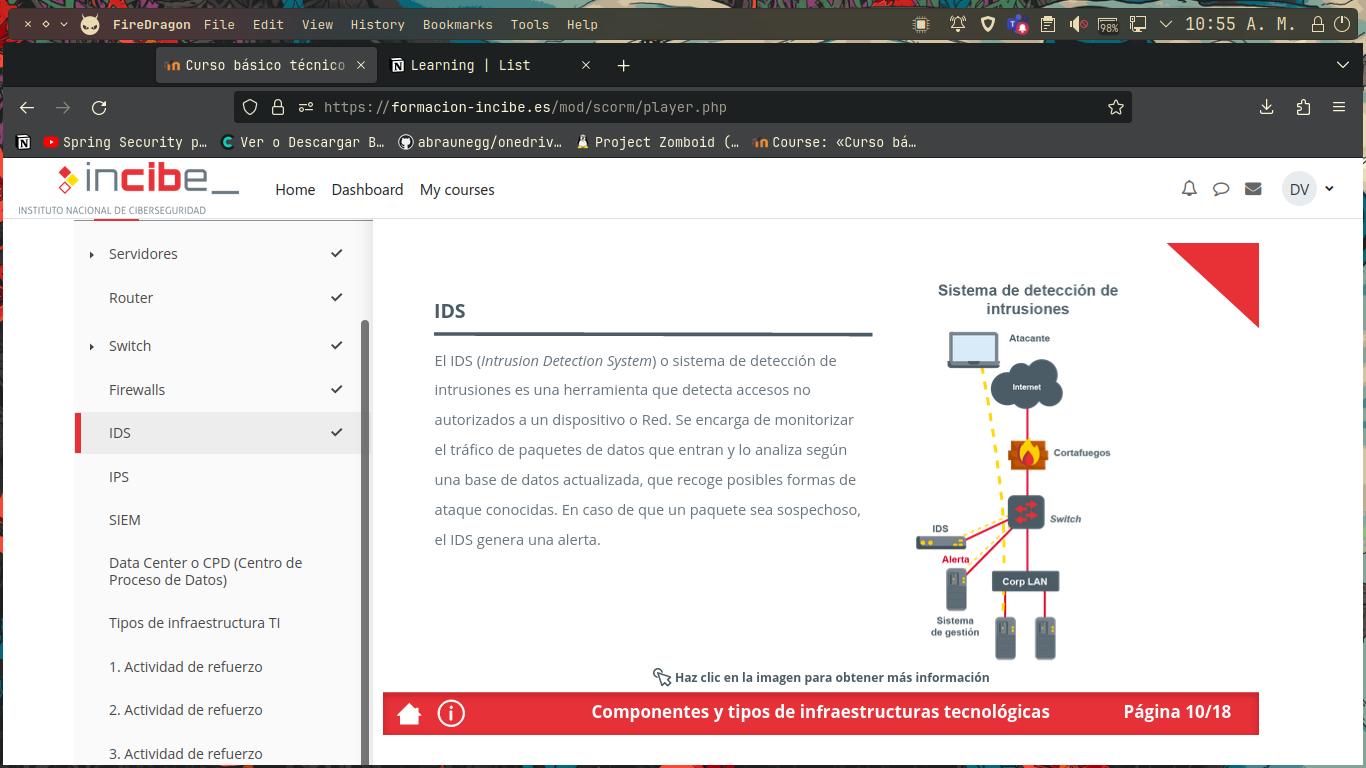 FireDragon File Edit View History Bookmarks Tools Help
98%
10:55 A. M.
Curso básico técnico
Learning | List
https://formacion-incibe.es/mod/scorm/player.php
Spring Security p…
Ver o Descargar B…
abraunegg/onedriv…
Project Zomboid (…
Course: «Curso bá…
incibe_
INSTITUTO NACIONAL DE CIBERSEGURIDAD
Home Dashboard My courses
DV
Servidores
Router
Switch
Firewalls
IDS
IPS
SIEM
Data Center o CPD (Centro de
Proceso de Datos)
Tipos de infraestructura TI
1. Actividad de refuerzo
2. Actividad de refuerzo
3. Actividad de refuerzo
IDS
El IDS (Intrusion Detection System) o sistema de detección de
intrusiones es una herramienta que detecta accesos no
autorizados a un dispositivo o Red. Se encarga de monitorizar
el tráfico de paquetes de datos que entran y lo analiza según
una base de datos actualizada, que recoge posibles formas de
ataque conocidas. En caso de que un paquete sea sospechoso,
el IDS genera una alerta.
Sistema de detección de
intrusiones
Atacante
Internet
Cortafuegos
Switch
IDS
Alerta
Corp LAN
Sistema
de gestión
Haz clic en la imagen para obtener más información
Componentes y tipos de infraestructuras tecnológicas
Página 10/18